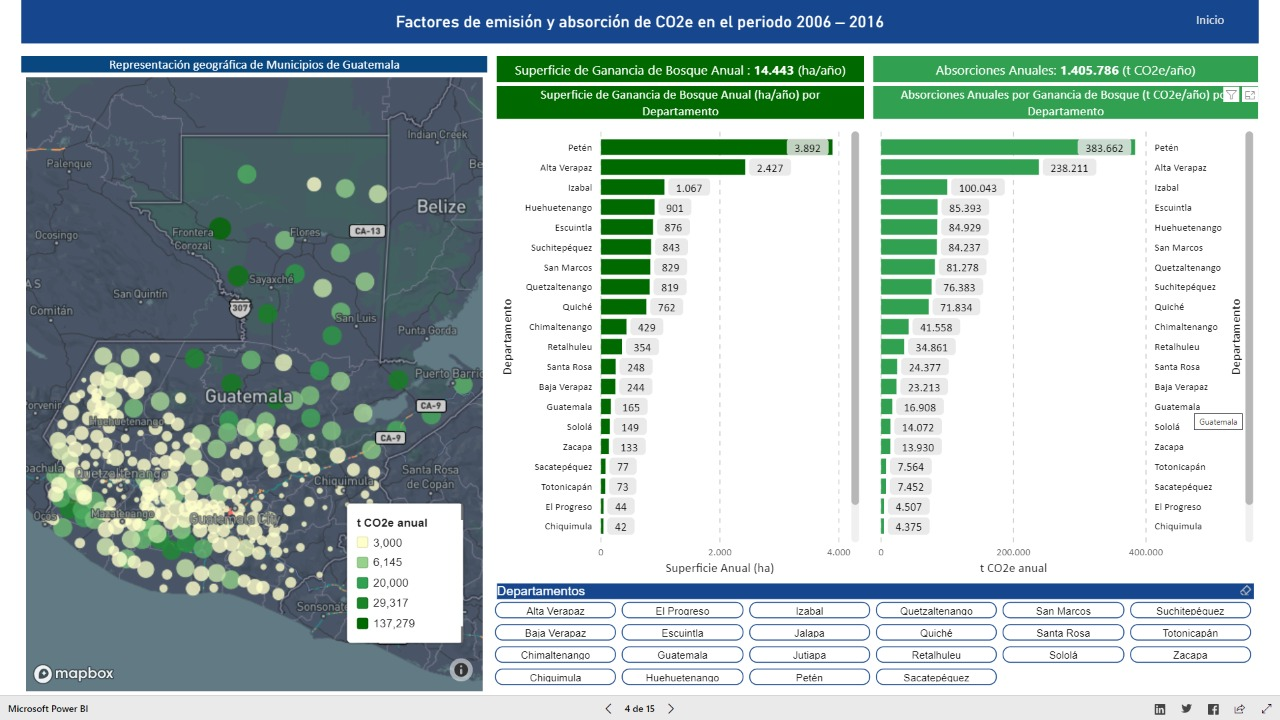 Factores de emisión y absorción de CO2e en el periodo 2006 – 2016
Inicio
Representación geográfica de Municipios de Guatemala
Indian Creek
Palenque
Be
Belize
Ocosingo
Frontera
Corozal
Flores
CA-13
A S
San Quintín
Sayaxché
Comitán
307
San Luis
Punta Gorda
Puerto Barrio
Guatemala
CA-9
orvenir
Huehuetenango
CA-9
pachula
Quetzaltenango
Chiquimula
Santa Rosa
de Copán
Ocós
Mazatenango
Guatemala City
Sonsonate
t CO2e anual
3,000
6,145
20,000
29,317
137,279
mapbox
Superficie de Ganancia de Bosque Anual : 14.443 (ha/año)
Superficie de Ganancia de Bosque Anual (ha/año) por
Departamento
Departamento
Petén 3.892
Alta Verapaz 2.427
Izabal 1.067
Huehuetenango 901
Escuintla 876
Suchitepéquez 843
San Marcos 829
Quetzaltenango 819
Quiché 762
Chimaltenango 429
Retalhuleu 354
Santa Rosa 248
Baja Verapaz 244
Guatemala 165
Sololá 149
Zacapa 133
Sacatepéquez 77
Totonicapán 73
El Progreso 44
Chiquimula 42
0 2.000 4.000
Superficie Anual (ha)
Absorciones Anuales: 1.405.786 (t CO2e/año)
Absorciones Anuales por Ganancia de Bosque (t CO2e/año) po
Departamento
383.662 Petén
238.211 Alta Verapaz
100.043 Izabal
85.393 Escuintla
84.929 Huehuetenango
84.237 San Marcos
81.278 Quetzaltenango
76.383 Suchitepéquez
71.834 Quiché
41.558 Chimaltenango
34.861 Retalhuleu
24.377 Santa Rosa
23.213 Baja Verapaz
16.908 Guatemala
Guatemala
14.072 Sololá
13.930 Zacapa
7.564 Totonicapán
7.452 Sacatepéquez
4.507 El Progreso
4.375 Chiquimula
Departamento
0 200.000 400.000
t CO2e anual
Departamentos
Alta Verapaz El Progreso Izabal Quetzaltenango San Marcos Suchitepéquez
Baja Verapaz Escuintla Jalapa Quiché Santa Rosa Totonicapán
Chimaltenango Guatemala Jutiapa Retalhuleu Sololá Zacapa
Chiquimula Huehuetenango Petén Sacatepéquez
Microsoft Power BI
4 de 15